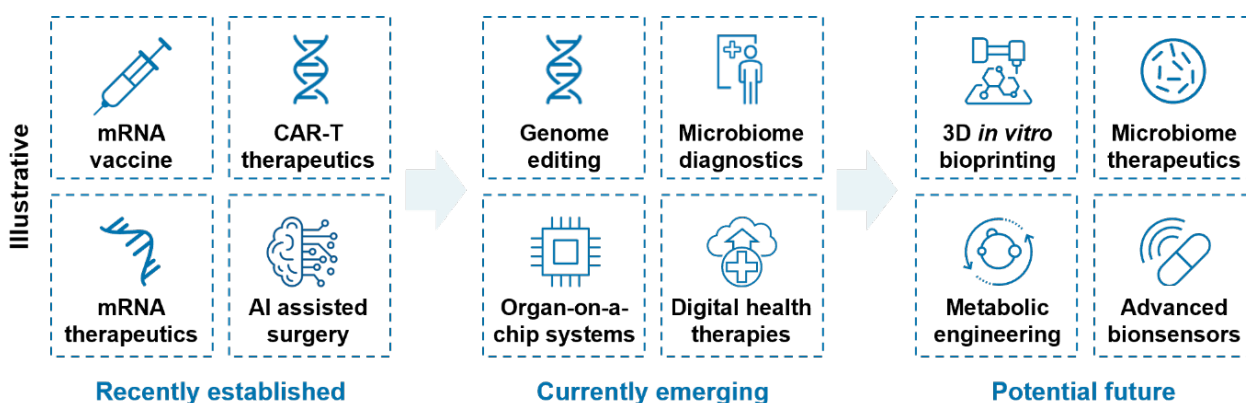 Illustrative
mRNA
vaccine
CAR-T
therapeutics
mRNA
therapeutics
AI assisted
surgery
Recently established
Genome
editing
Microbiome
diagnostics
Organ-on-a-
chip systems
Digital health
therapies
Currently emerging
3D in vitro
bioprinting
Microbiome
therapeutics
Metabolic
engineering
Advanced
bionsensors
Potential future